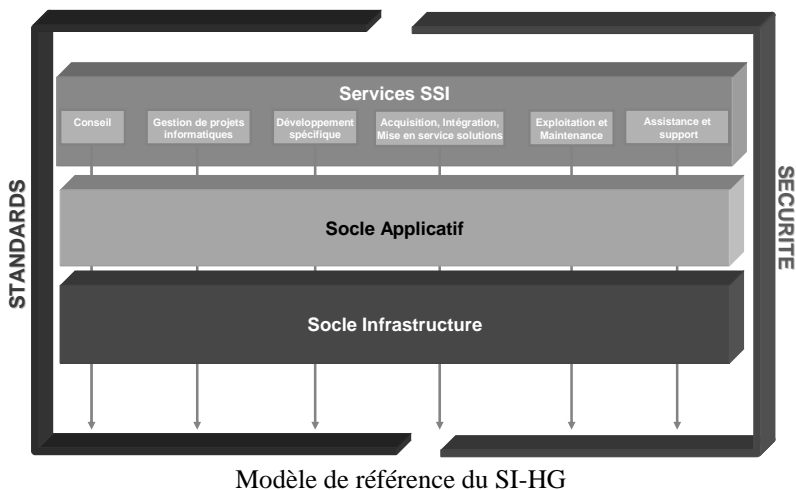 Services SSI
Conseil
Gestion de projets
informatiques
Développement
spécifique
Acquisition, Intégration,
Mise en service solutions
Exploitation et
Maintenance
Assistance et
support
STANDARDS
SECURITE
Socle Applicatif
Socle Infrastructure
Modèle de référence du SI-HG